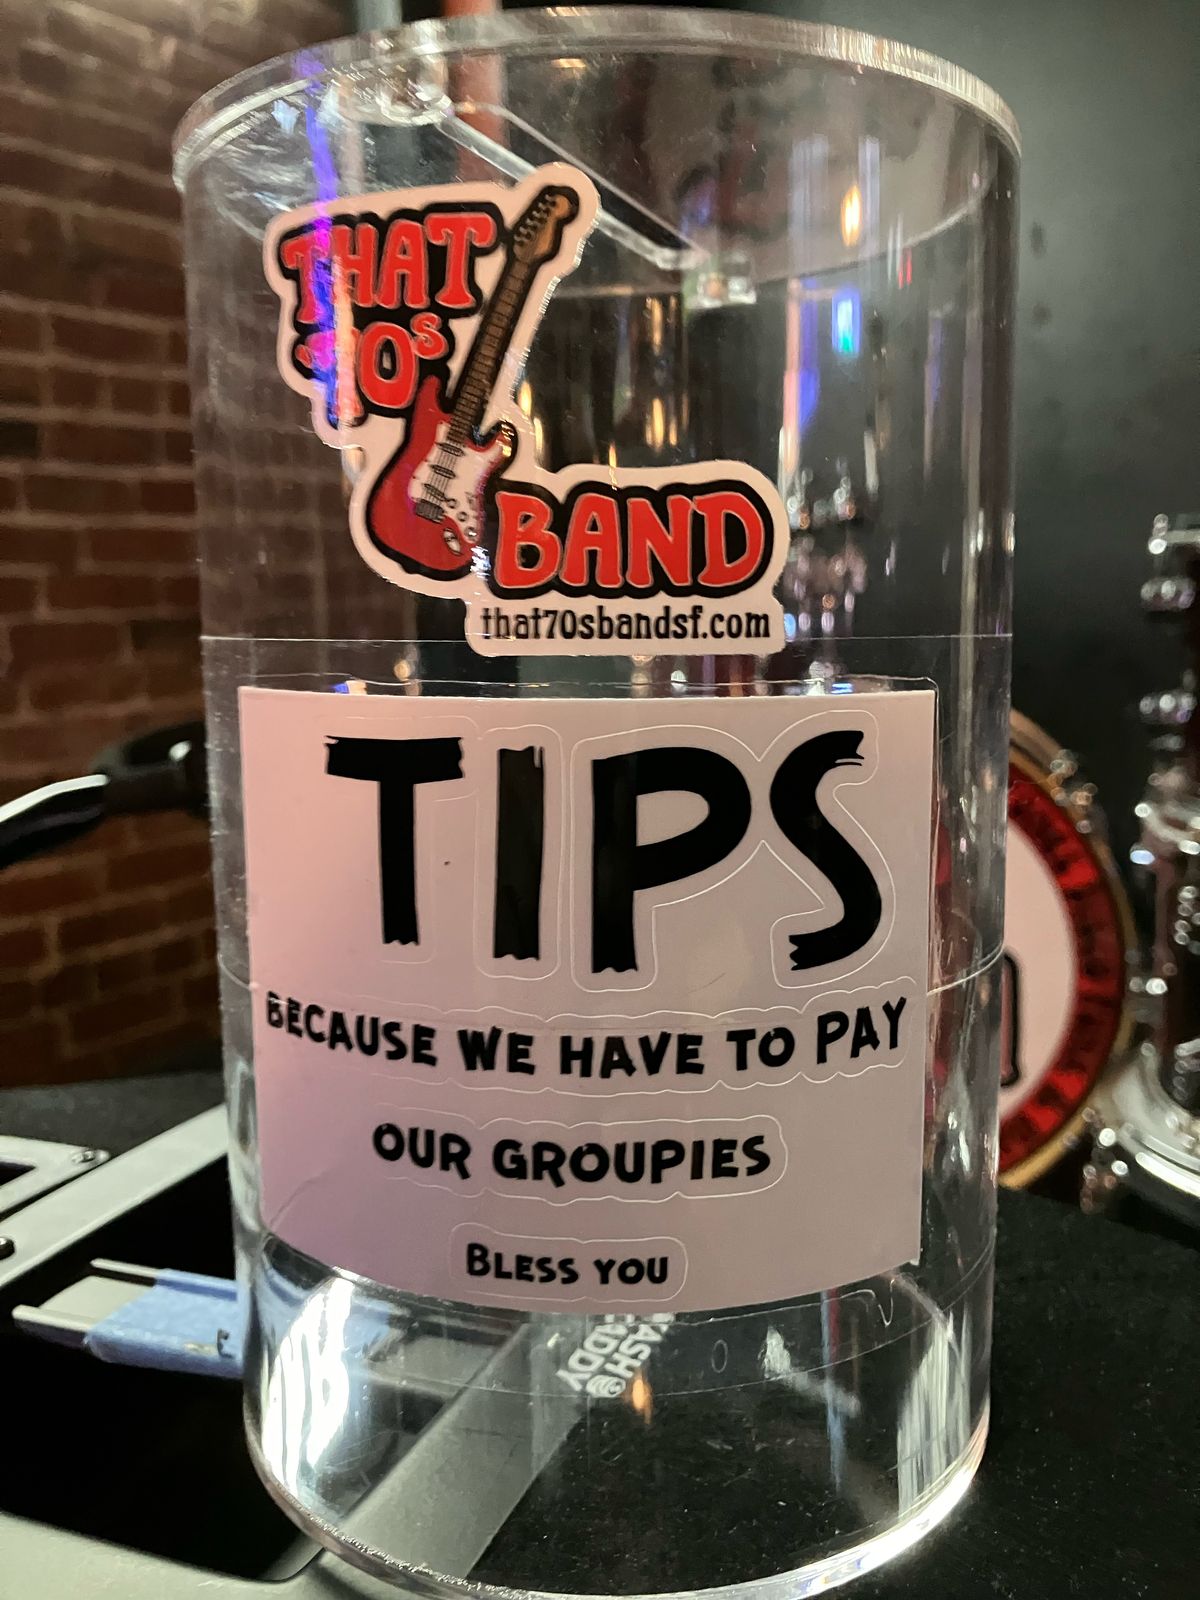 THAT
'70s
BAND
that70sbandsf.com
TIPS
BECAUSE WE HAVE TO PAY
OUR GROUPIES
BLESS YOU